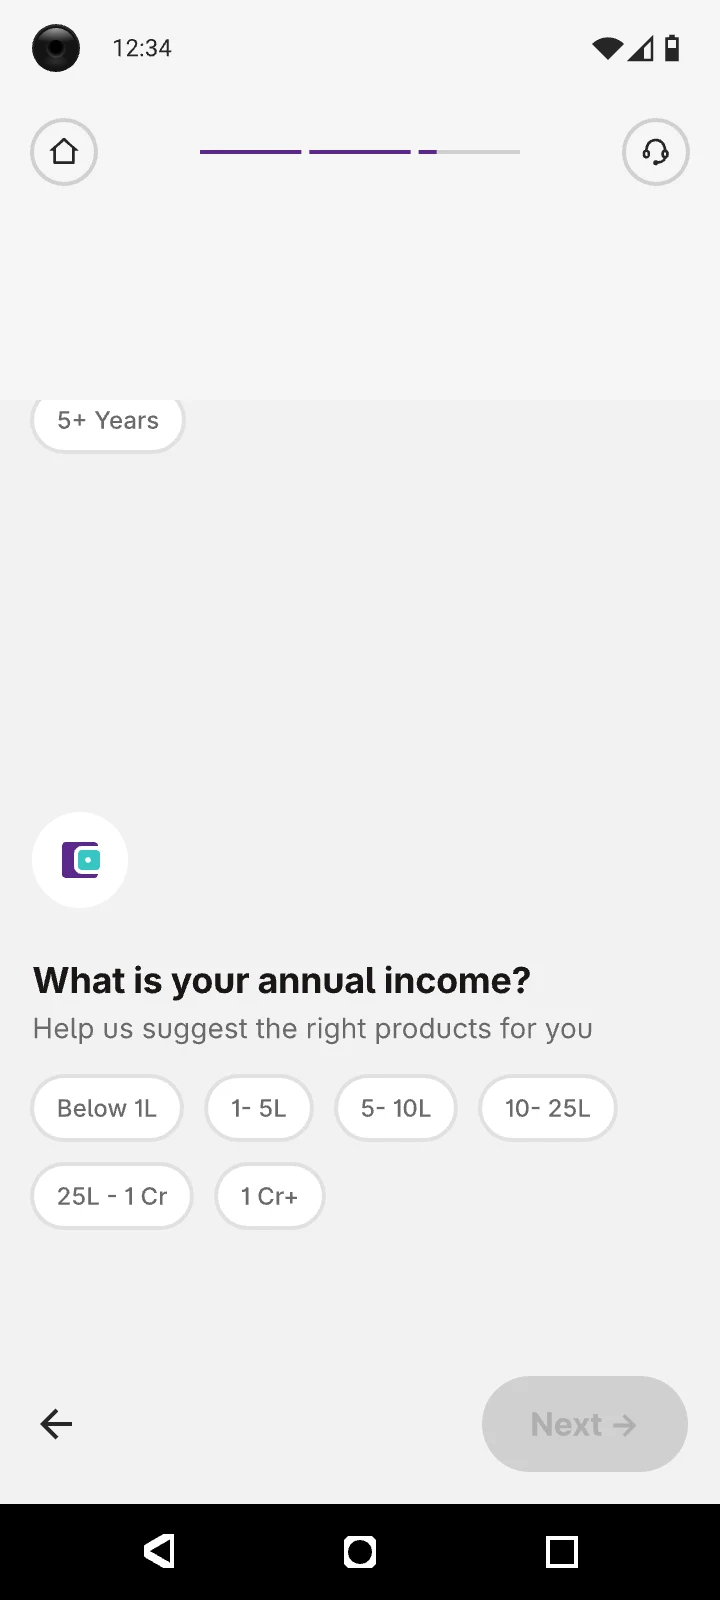 12:34
5+ Years
What is your annual income?
Help us suggest the right products for you
Below 1L 1- 5L 5- 10L 10- 25L
25L - 1 Cr 1 Cr+
Next